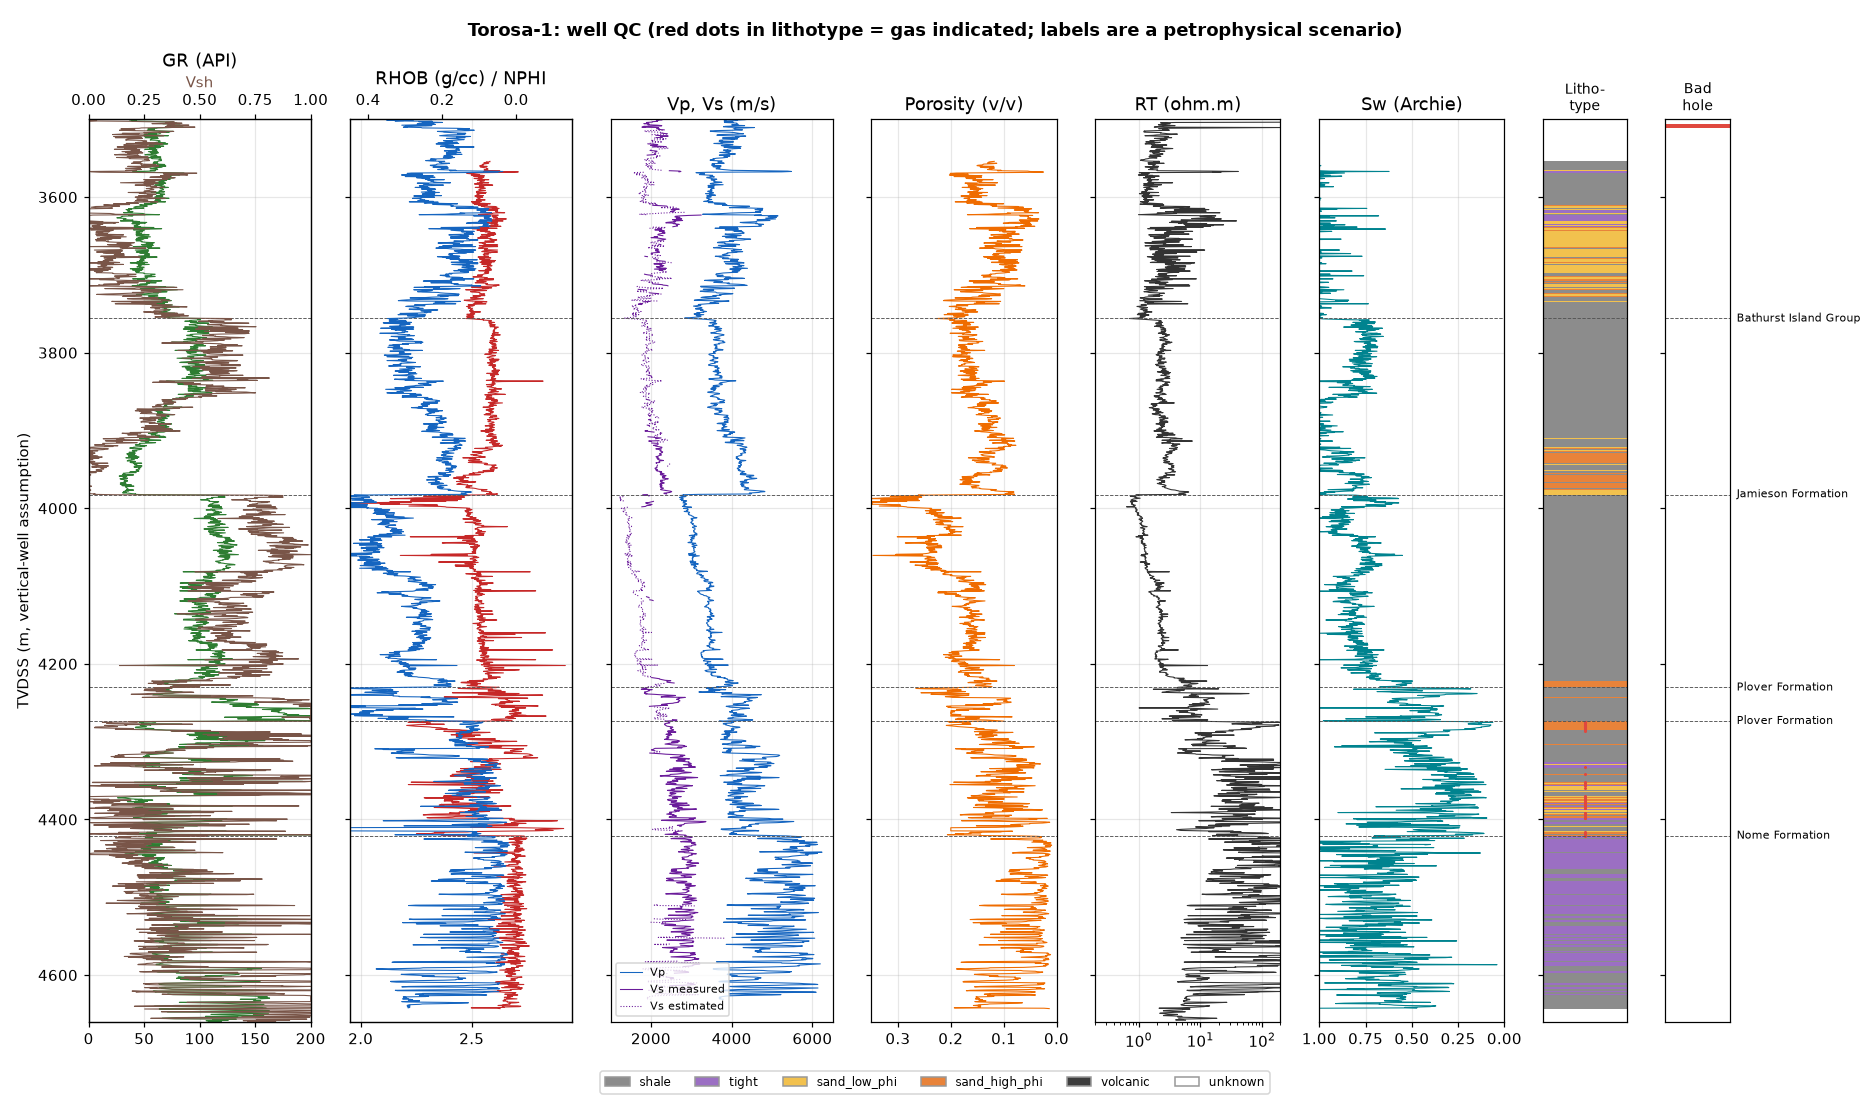 Torosa-1: well QC (red dots in lithotype = gas indicated; labels are a petrophysical scenario)
GR (API)
Vsh
0.00 0.25 0.50 0.75 1.00
RHOB (g/cc) / NPHI
0.4 0.2 0.0
Vp, Vs (m/s)
Porosity (v/v)
RT (ohm.m)
Sw (Archie)
Litho-
type
Bad
hole
TVDSS (m, vertical-well assumption)
3600
3800
4000
4200
4400
4600
Bathurst Island Group
Jamieson Formation
Plover Formation
Plover Formation
Nome Formation
Vp
Vs measured
Vs estimated
0 50 100 150 200
2.0 2.5
2000 4000 6000
0.3 0.2 0.1 0.0
10⁰ 10¹ 10²
1.00 0.75 0.50 0.25 0.00
shale tight sand_low_phi sand_high_phi volcanic unknown